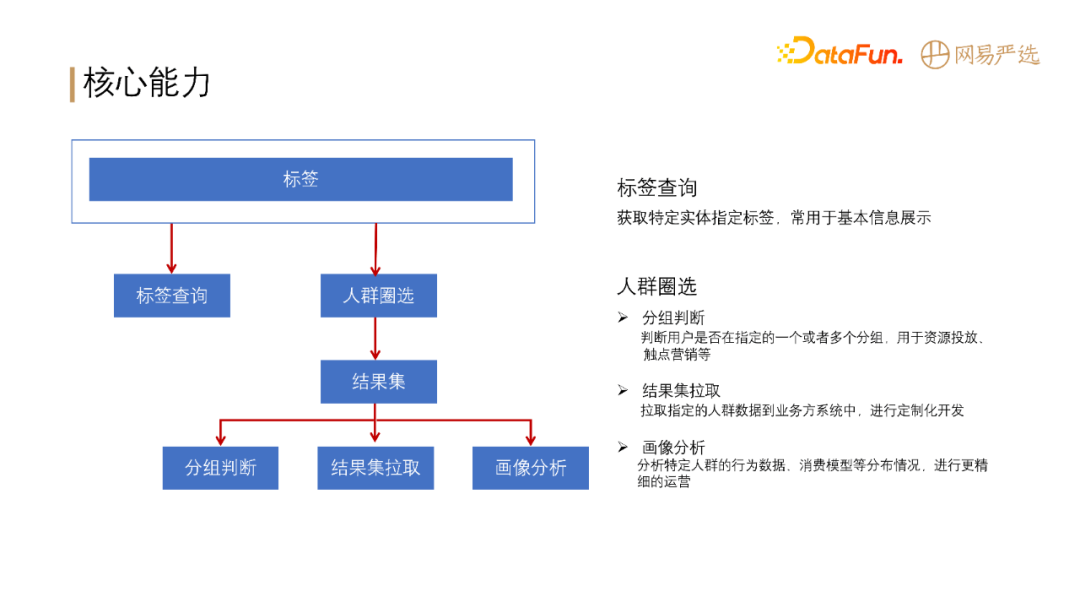 DataFun.
网易严选
核心能力
标签
标签查询
人群圈选
结果集
分组判断
结果集拉取
画像分析
标签查询
获取特定实体指定标签，常用于基本信息展示
人群圈选
➢ 分组判断
判断用户是否在指定的一个或者多个分组，用于资源投放、
触点营销等
➢ 结果集拉取
拉取指定的人群数据到业务方系统中，进行定制化开发
➢ 画像分析
分析特定人群的行为数据，消费模型等分布情况，进行更精
细的运营